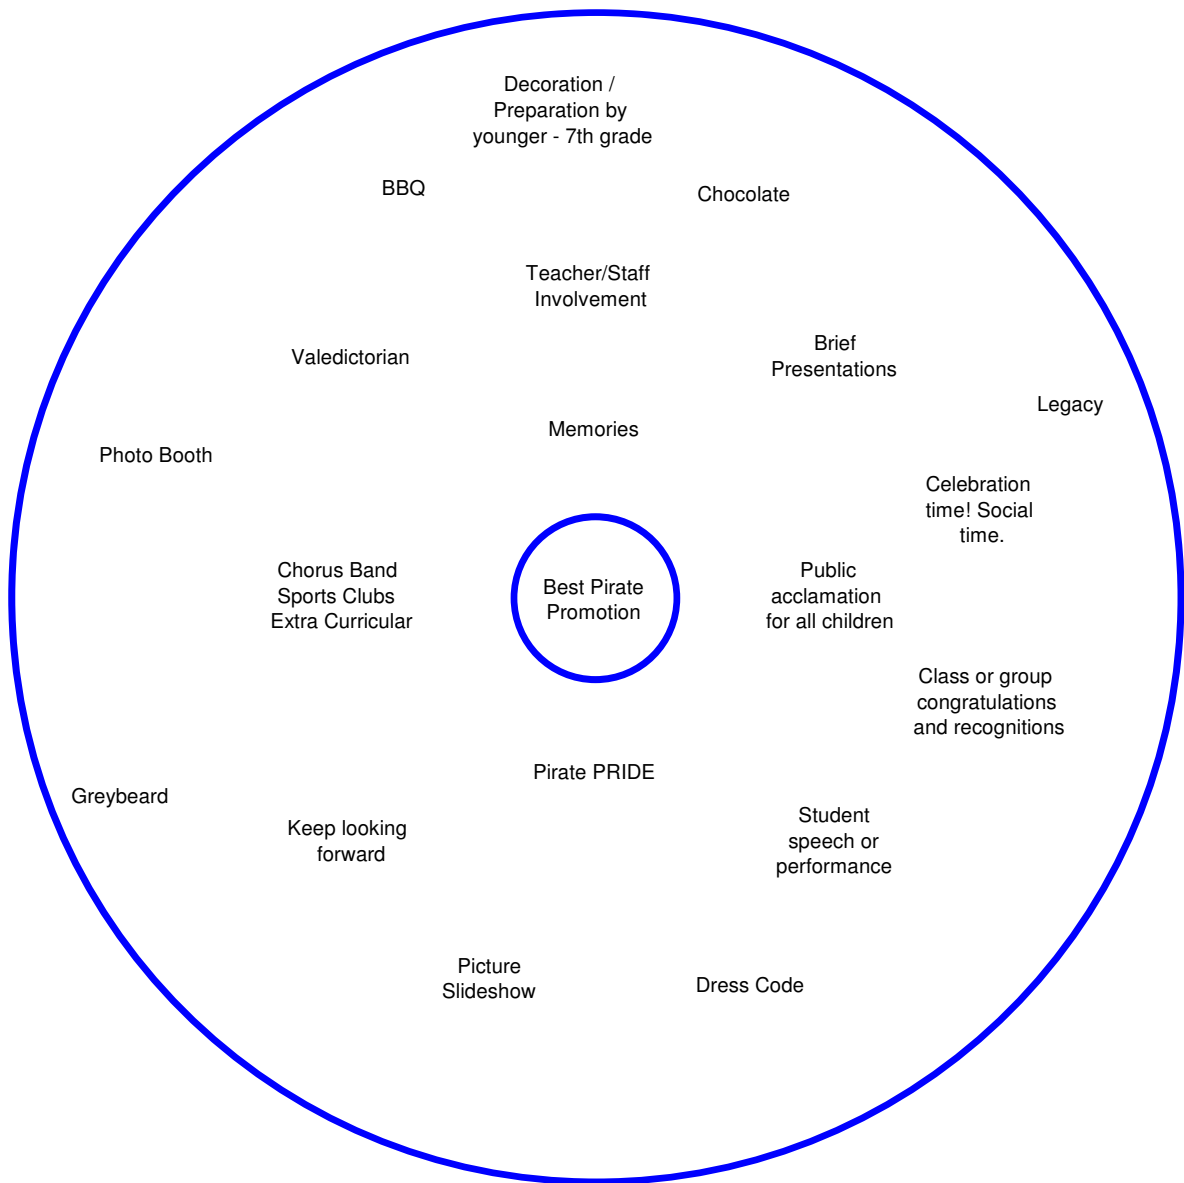 Decoration /
Preparation by
younger - 7th grade
BBQ
Chocolate
Teacher/Staff
Involvement
Valedictorian
Brief
Presentations
Legacy
Memories
Photo Booth
Celebration
time! Social
time.
Chorus Band
Sports Clubs
Extra Curricular
Best Pirate
Promotion
Public
acclamation
for all children
Class or group
congratulations
and recognitions
Pirate PRIDE
Greybeard
Keep looking
forward
Student
speech or
performance
Picture
Slideshow
Dress Code